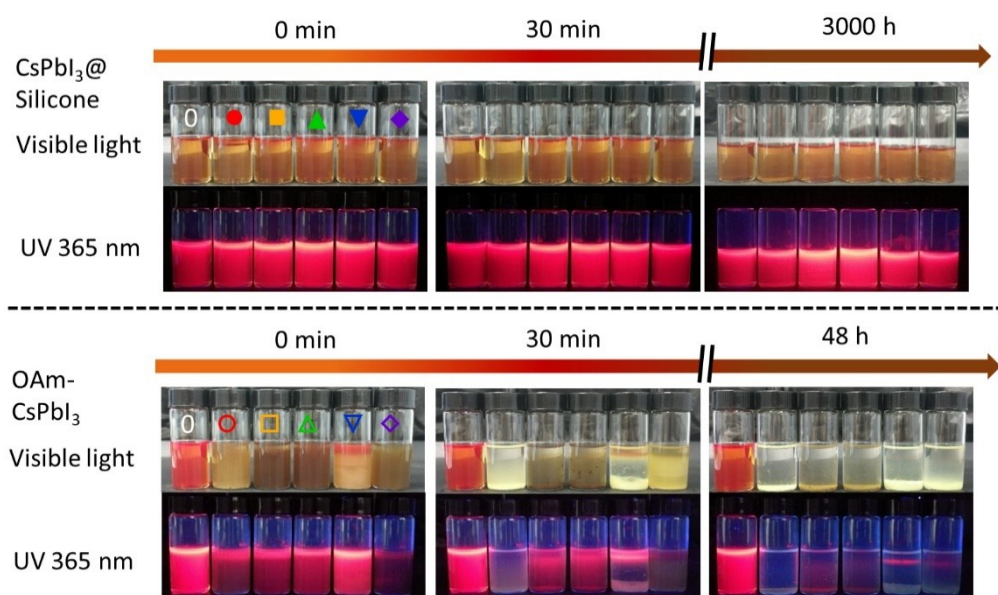 0 min
30 min
3000 h
CsPbI₃@
Silicone
Visible light
0
UV 365 nm
0 min
30 min
48 h
OAm-
CsPbI₃
Visible light
0
UV 365 nm